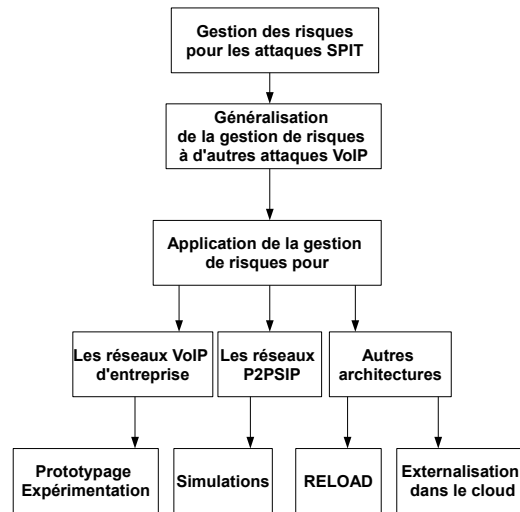 Gestion des risques
pour les attaques SPIT
Généralisation
de la gestion de risques
à d'autres attaques VoIP
Application de la gestion
de risques pour
Les réseaux VoIP
d'entreprise
Les réseaux
P2PSIP
Autres
architectures
Prototypage
Expérimentation
Simulations
RELOAD
Externalisation
dans le cloud